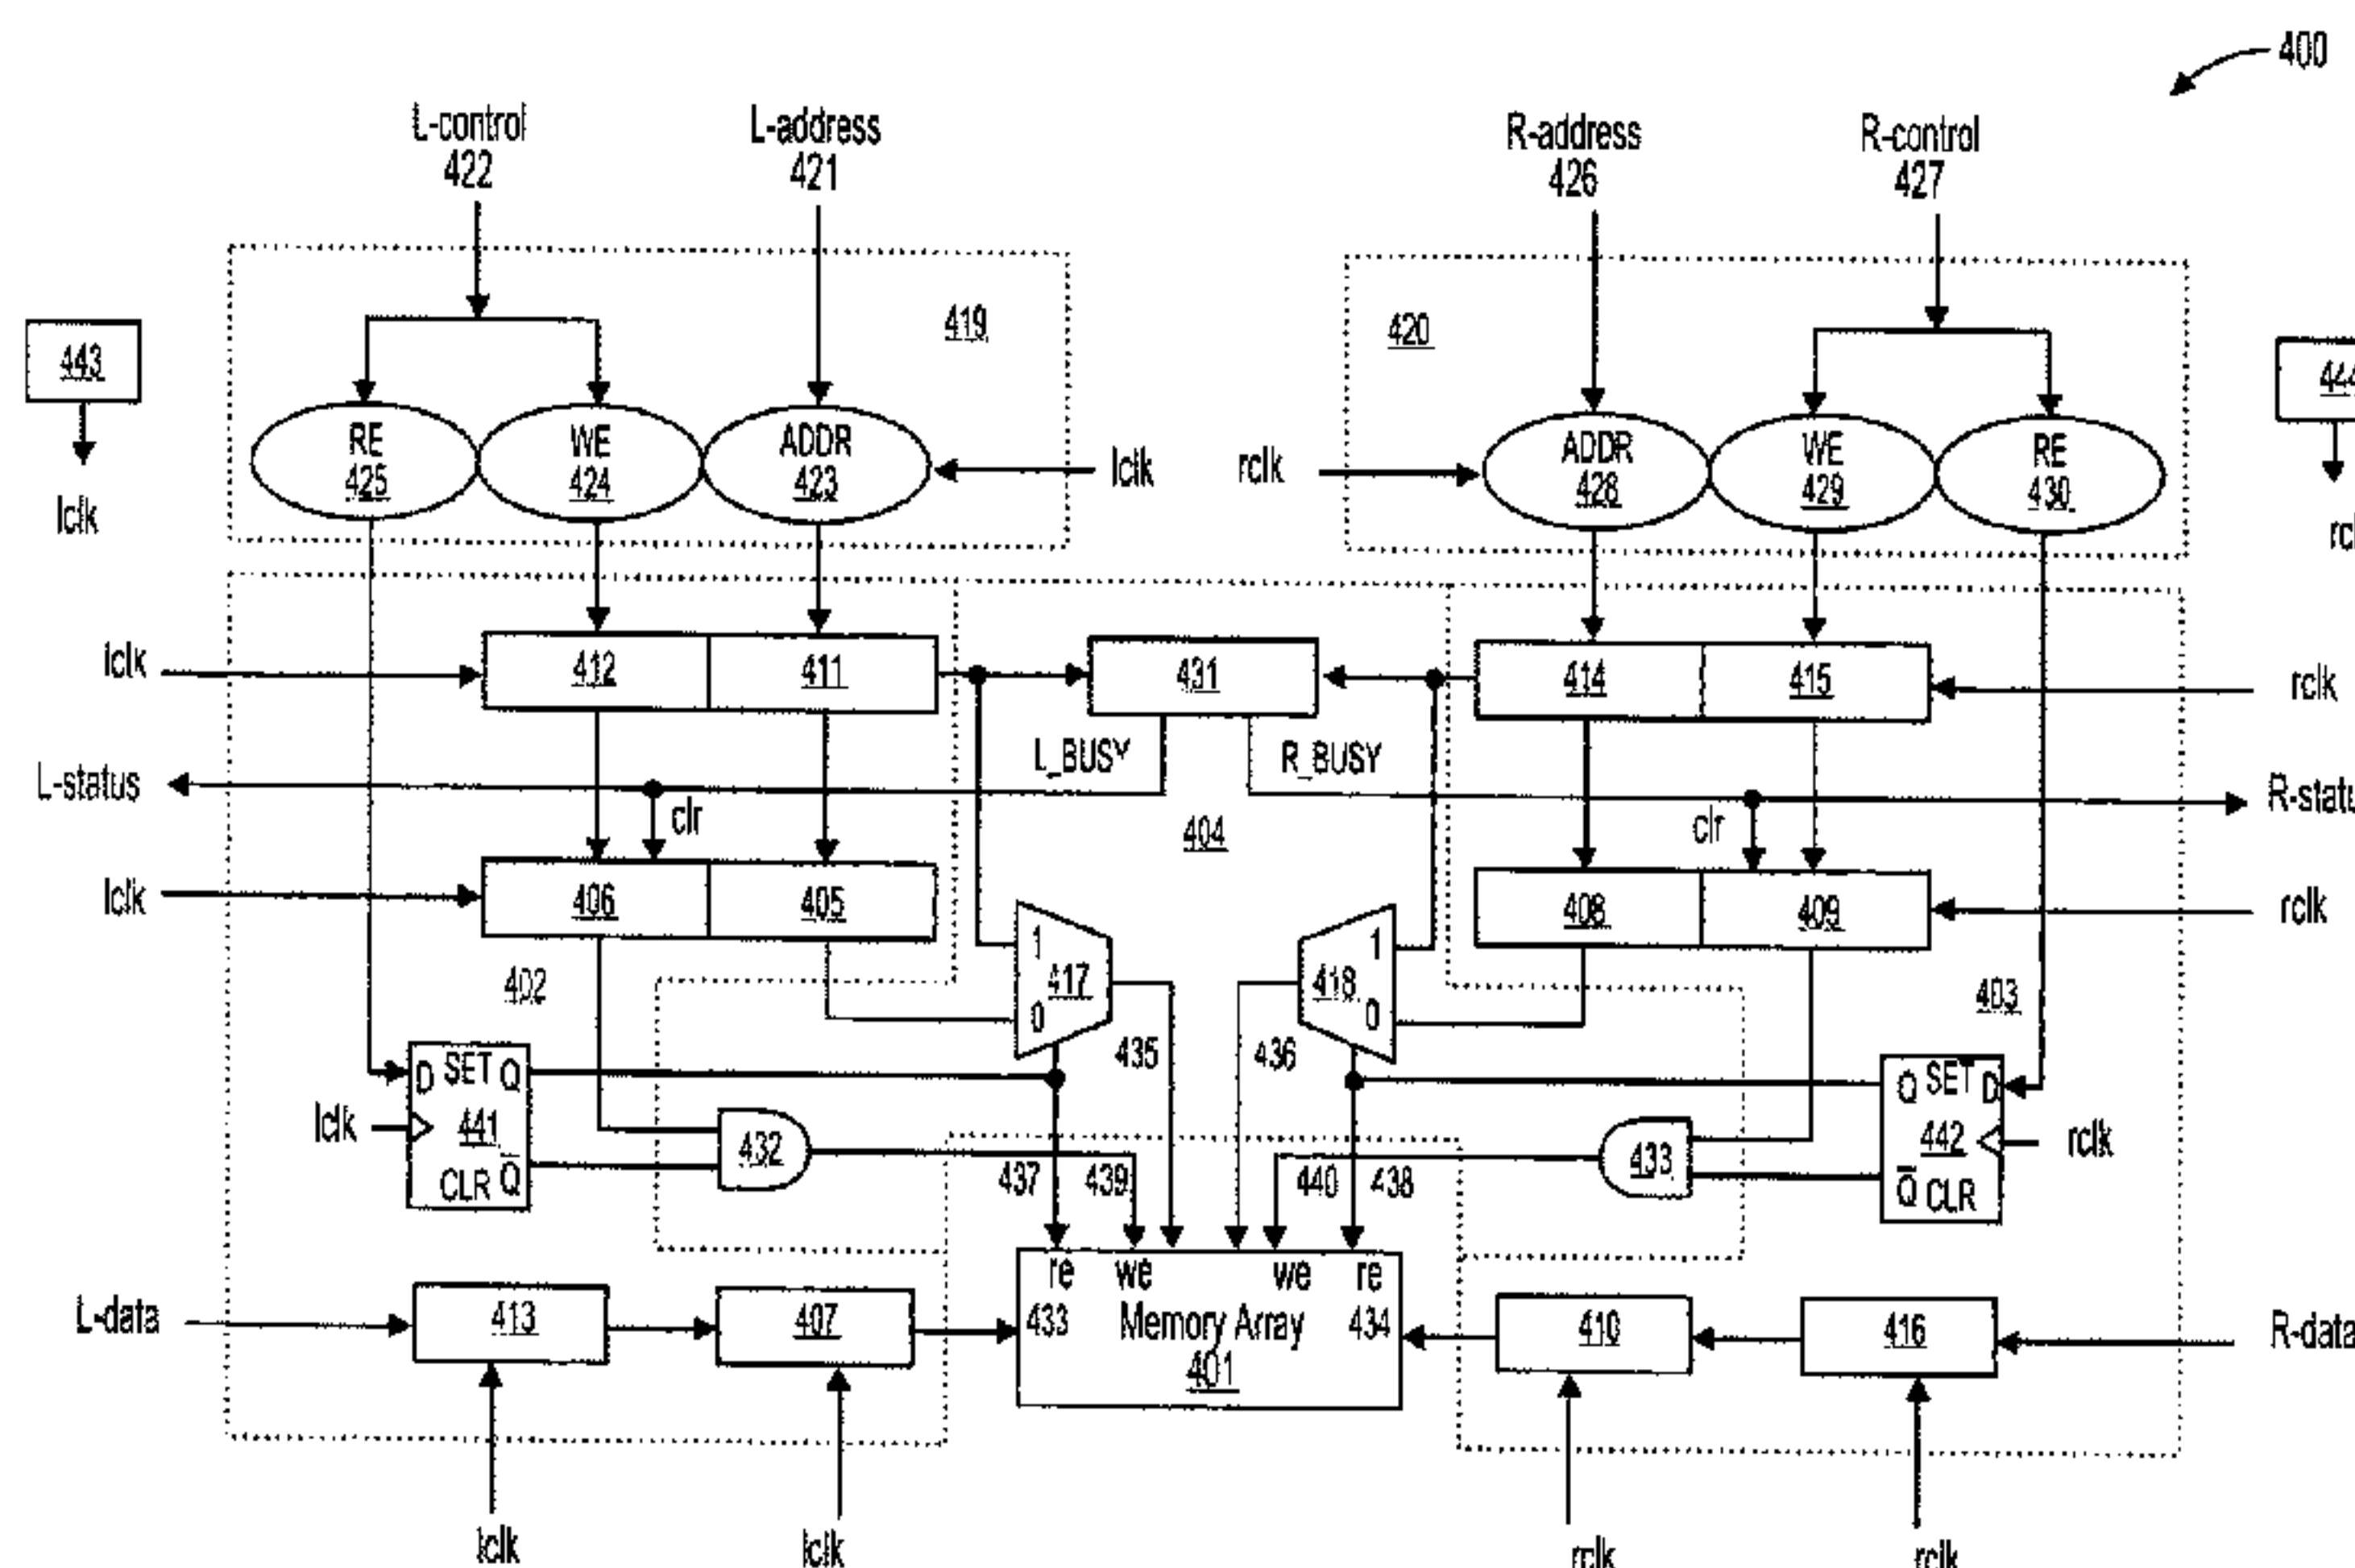 400
L-control
422
L-address
421
R-address
426
R-control
427
443
lclk
419
RE
425
WE
424
ADDR
423
lclk
420
rclk
ADDR
428
WE
429
RE
430
444
rcl
lclk
412
411
431
414
415
rclk
L-status
L_BUSY
R_BUSY
clr
404
clr
R-statu
lclk
406
405
408
409
rclk
402
1
417
0
435
1
418
0
436
403
D SET Q
lclk
441
CLR Q
432
437
439
440
438
433
Q SET D
442
rclk
Q CLR
L-data
413
407
re
we
we
re
433
Memory Array
434
401
410
416
R-data
lclk
lclk
rclk
rclk